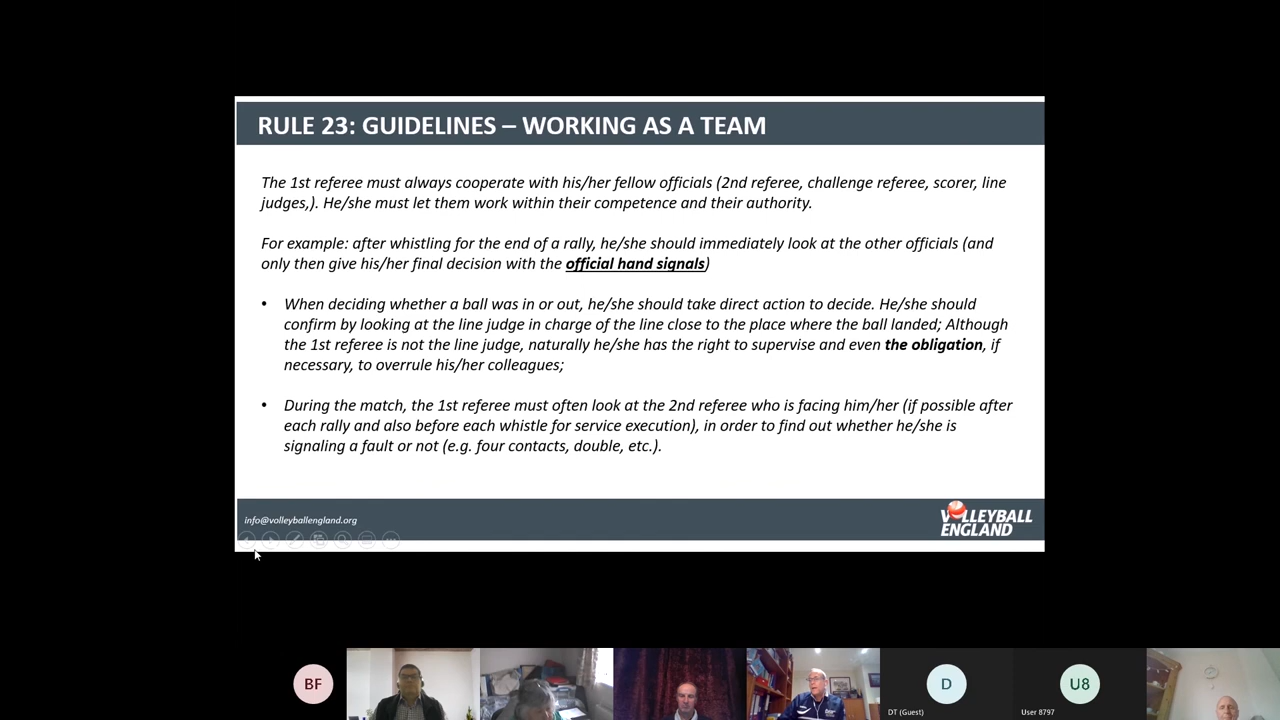 RULE 23: GUIDELINES – WORKING AS A TEAM
The 1st referee must always cooperate with his/her fellow officials (2nd referee, challenge referee, scorer, line
judges,). He/she must let them work within their competence and their authority.
For example: after whistling for the end of a rally, he/she should immediately look at the other officials (and
only then give his/her final decision with the official hand signals)
• When deciding whether a ball was in or out, he/she should take direct action to decide. He/she should
confirm by looking at the line judge in charge of the line close to the place where the ball landed; Although
the 1st referee is not the line judge, naturally he/she has the right to supervise and even the obligation, if
necessary, to overrule his/her colleagues;
• During the match, the 1st referee must often look at the 2nd referee who is facing him/her (if possible after
each rally and also before each whistle for service execution), in order to find out whether he/she is
signaling a fault or not (e.g. four contacts, double, etc.).
info@volleyballengland.org
VOLLEYBALL
ENGLAND
BF
D
U8
DT (Guest)
User 8797